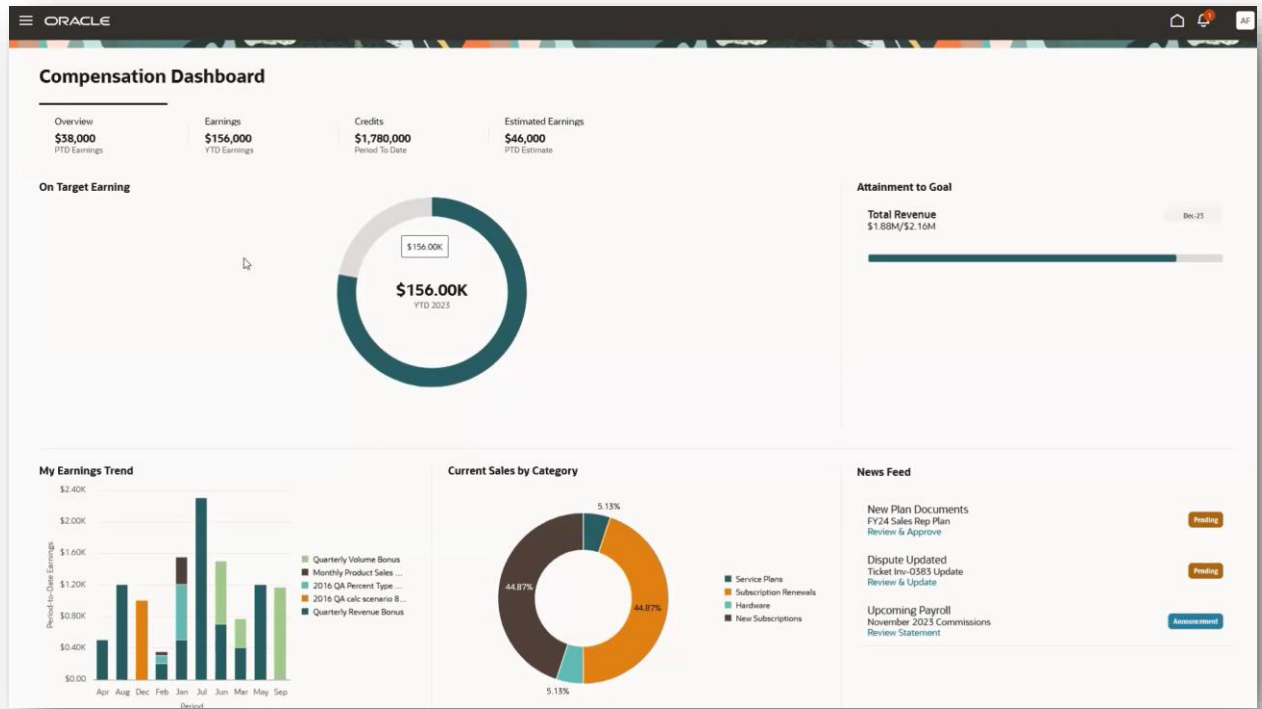 ORACLE
1
AF
Compensation Dashboard
Overview
$38,000
PTD Earnings
Earnings
$156,000
YTD Earnings
Credits
$1,780,000
Period To Date
Estimated Earnings
$46,000
PTD Estimate
On Target Earning
$156.00K
$156.00K
YTD 2023
Attainment to Goal
Total Revenue
$1.88M/$2.16M
Dec-23
My Earnings Trend
$2.40K
$2.00K
$1.60K
$1.20K
$0.80K
$0.40K
$0.00
Period-to-Date Earnings
Apr Aug Dec Feb Jan Jul Jun Mar May Sep
Period
Quarterly Volume Bonus
Monthly Product Sales ...
2016 QA Percent Type ...
2016 QA calc scenario 8...
Quarterly Revenue Bonus
Current Sales by Category
5.13%
44.87%
44.87%
5.13%
Service Plans
Subscription Renewals
Hardware
New Subscriptions
News Feed
New Plan Documents
FY24 Sales Rep Plan
Review & Approve
Pending
Dispute Updated
Ticket Inv-0383 Update
Review & Update
Pending
Upcoming Payroll
November 2023 Commissions
Review Statement
Announcement